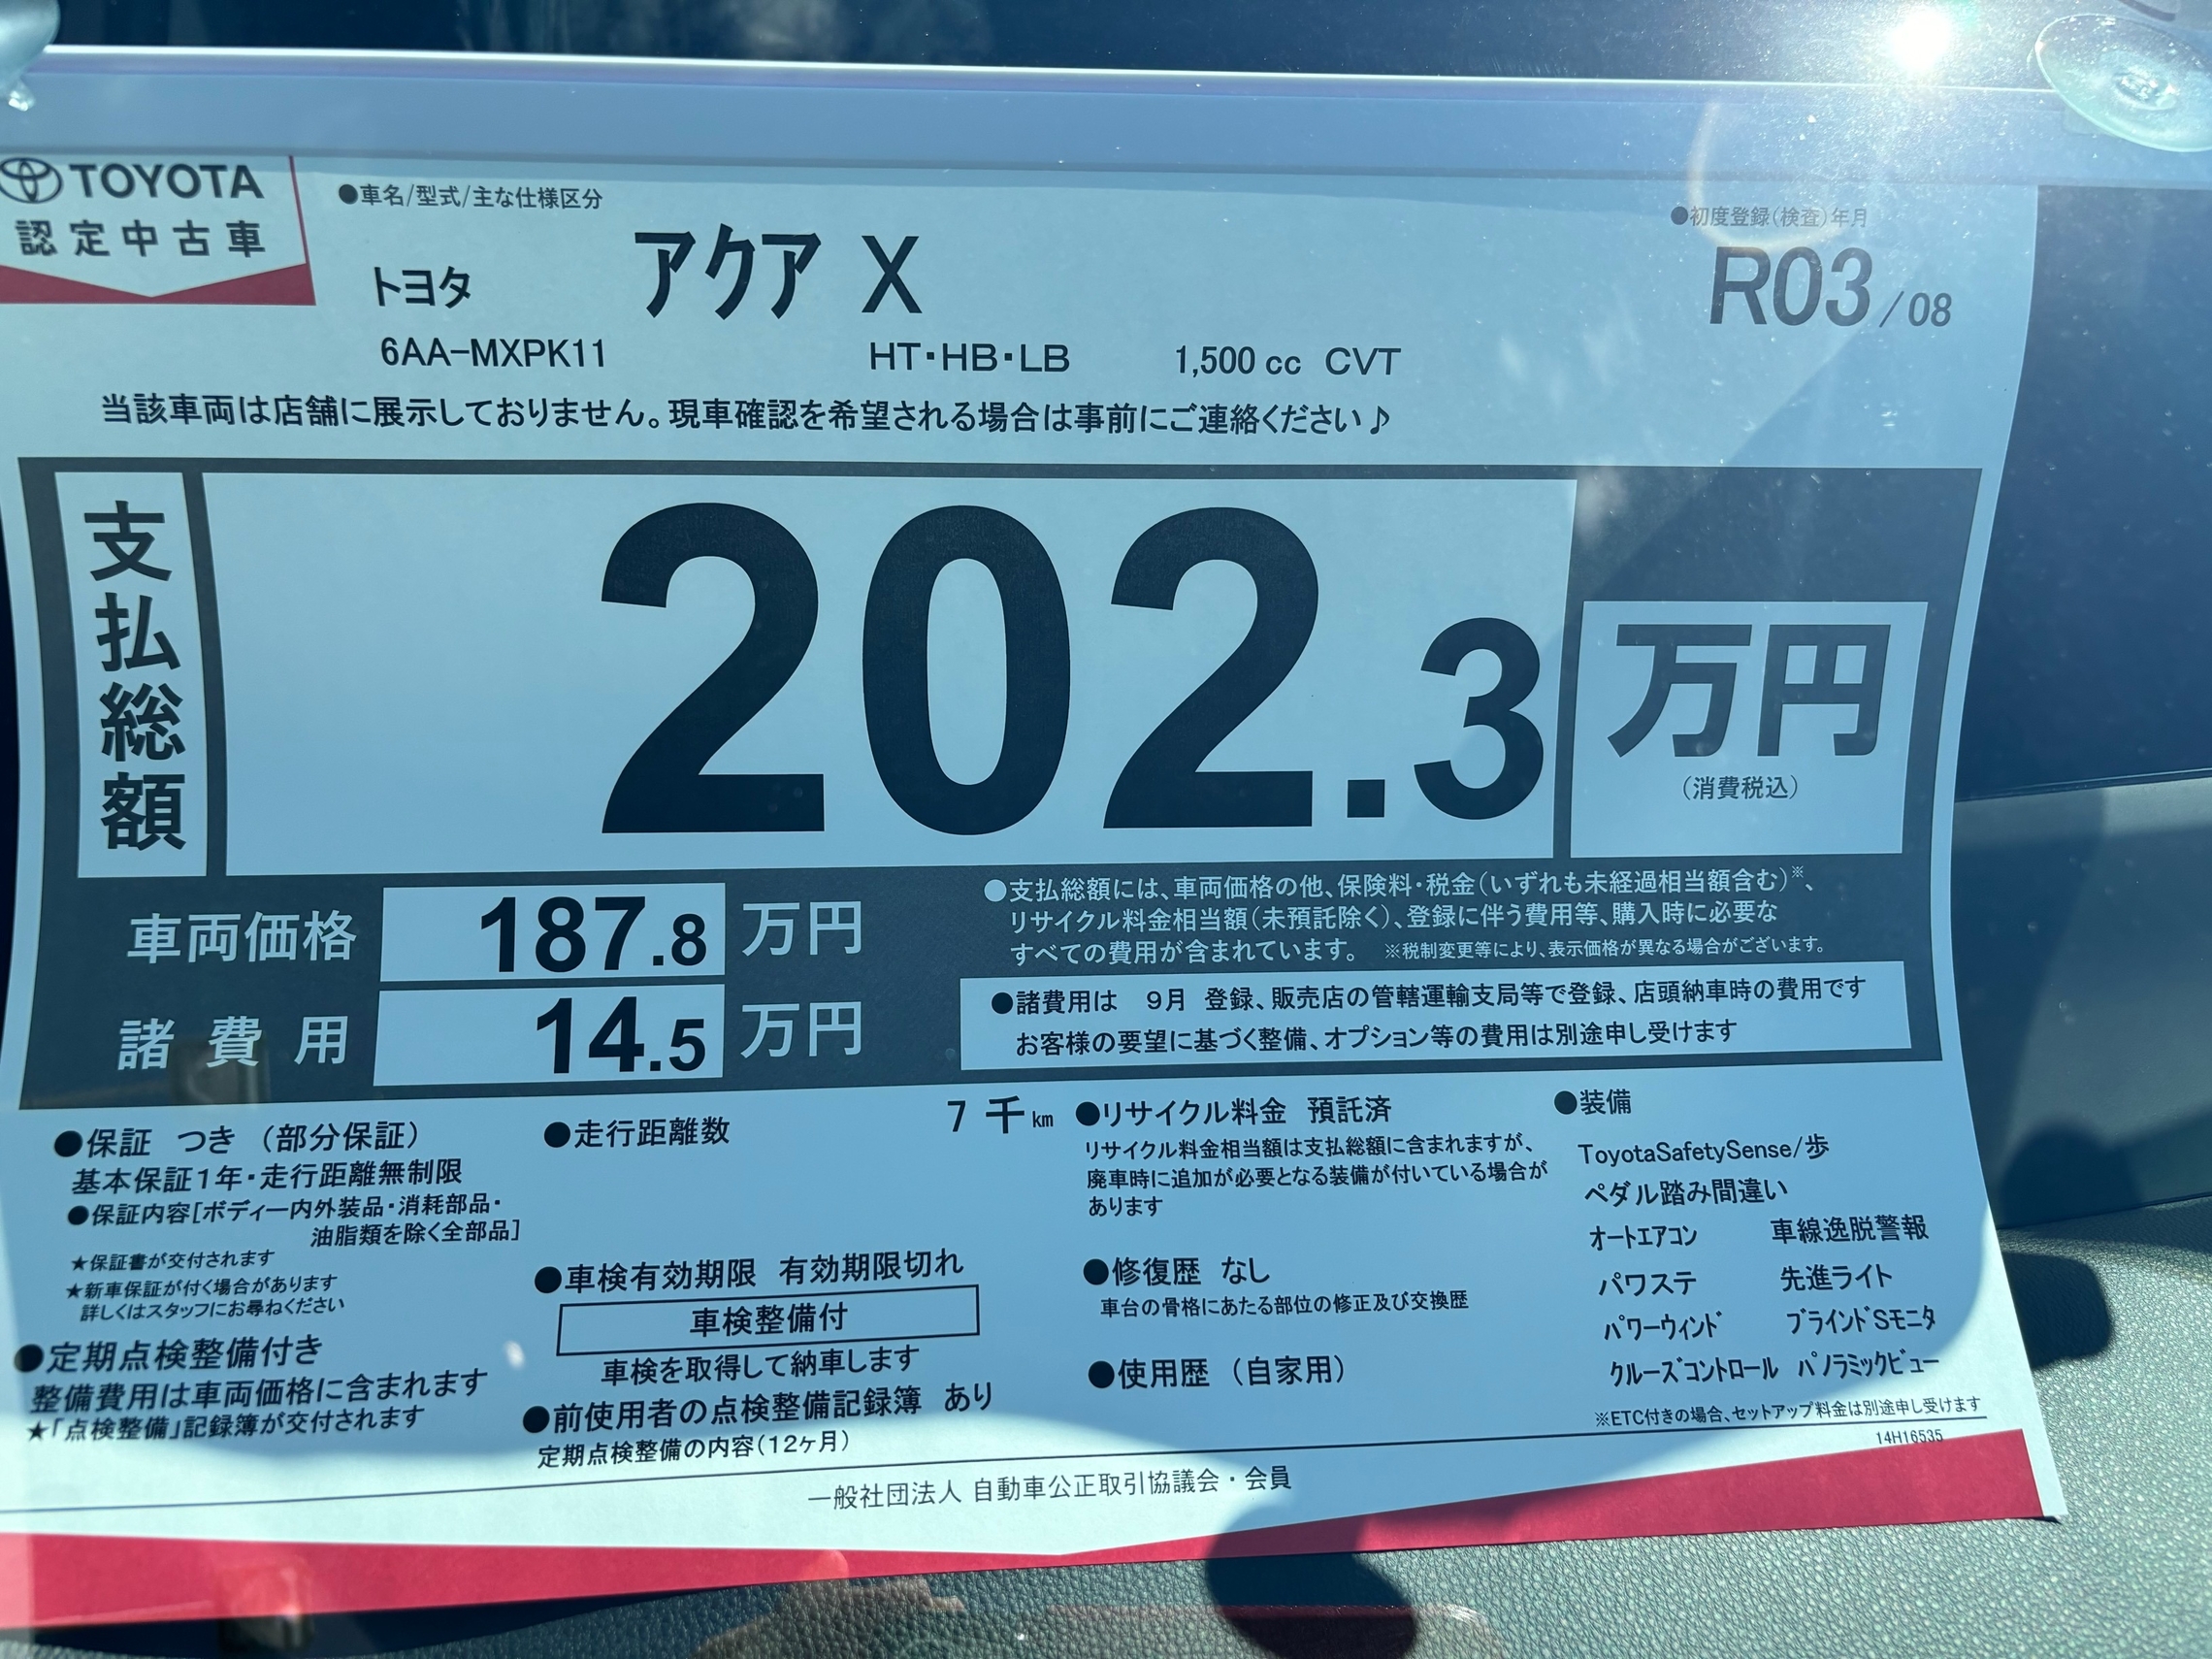 TOYOTA
認定中古車
●車名/型式/主な仕様区分
●初度登録(検査)年月
トヨタ アクア X
R03/08
6AA-MXPK11 HT・HB・LB 1,500 cc CVT
当該車両は店舗に展示しておりません。現車確認を希望される場合は事前にご連絡ください♪
支払総額
202.3万円
(消費税込)
車両価格 187.8 万円
諸費用 14.5 万円
●支払総額には、車両価格の他、保険料・税金(いずれも未経過相当額含む)※、
リサイクル料金相当額(未預託除く)、登録に伴う費用等、購入時に必要な
すべての費用が含まれています。 ※税制変更等により、表示価格が異なる場合がございます。
●諸費用は 9月 登録、販売店の管轄運輸支局等で登録、店頭納車時の費用です
お客様の要望に基づく整備、オプション等の費用は別途申し受けます
●保証 つき (部分保証)
基本保証1年・走行距離無制限
●保証内容[ボディー内外装品・消耗部品・
油脂類を除く全部品]
★保証書が交付されます
★新車保証が付く場合があります
詳しくはスタッフにお尋ねください
●定期点検整備付き
整備費用は車両価格に含まれます
★「点検整備」記録簿が交付されます
●走行距離数 7 千km
●車検有効期限 有効期限切れ
車検整備付
車検を取得して納車します
●前使用者の点検整備記録簿 あり
定期点検整備の内容(12ヶ月)
●リサイクル料金 預託済
リサイクル料金相当額は支払総額に含まれますが、
廃車時に追加が必要となる装備が付いている場合が
あります
●修復歴 なし
車台の骨格にあたる部位の修正及び交換歴
●使用歴 (自家用)
●装備
ToyotaSafetySense/歩
ペダル踏み間違い
オートエアコン 車線逸脱警報
パワステ 先進ライト
パワーウィンドﾞ ブラインドSモニタ
クルーズコントロール パノラミックビュー
※ETC付きの場合、セットアップ料金は別途申し受けます
14H16535
一般社団法人 自動車公正取引協議会・会員